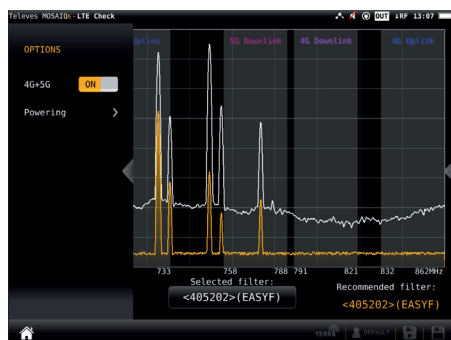 Televes MOSAIQ6-LTE Check
OUT ↓RF 13:07
OPTIONS
4G+5G ON
Powering >
Uplink 5G Downlink 4G Downlink 4G Uplink
733 758 788 791 821 832 862MHz
Selected filter:
<405202>(EASYF)
Recommended filter:
<405202>(EASYF)
TERRA DEFAULT